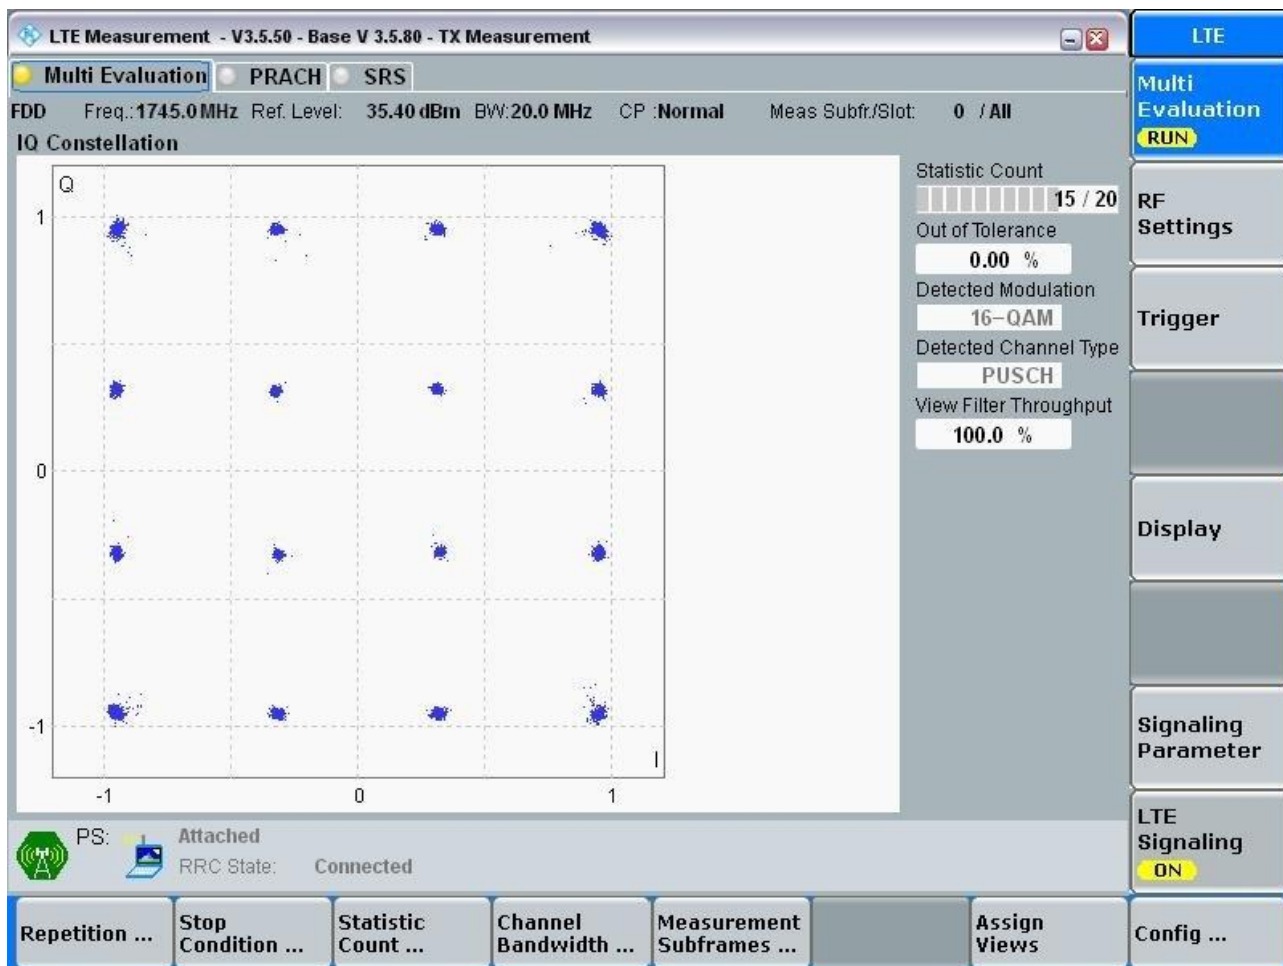 LTE Measurement - V3.5.50 - Base V 3.5.80 - TX Measurement
LTE
Multi Evaluation PRACH SRS
FDD Freq.:1745.0 MHz Ref. Level: 35.40 dBm BW:20.0 MHz CP :Normal Meas Subfr./Slot: 0 / All
IQ Constellation
Q
1
0
-1
I
-1 0 1
Statistic Count
15 / 20
Out of Tolerance
0.00 %
Detected Modulation
16-QAM
Detected Channel Type
PUSCH
View Filter Throughput
100.0 %
Multi
Evaluation
RUN
RF
Settings
Trigger
Display
Signaling
Parameter
LTE
Signaling
ON
PS: Attached
RRC State: Connected
Repetition ...
Stop
Condition ...
Statistic
Count ...
Channel
Bandwidth ...
Measurement
Subframes ...
Assign
Views
Config ...